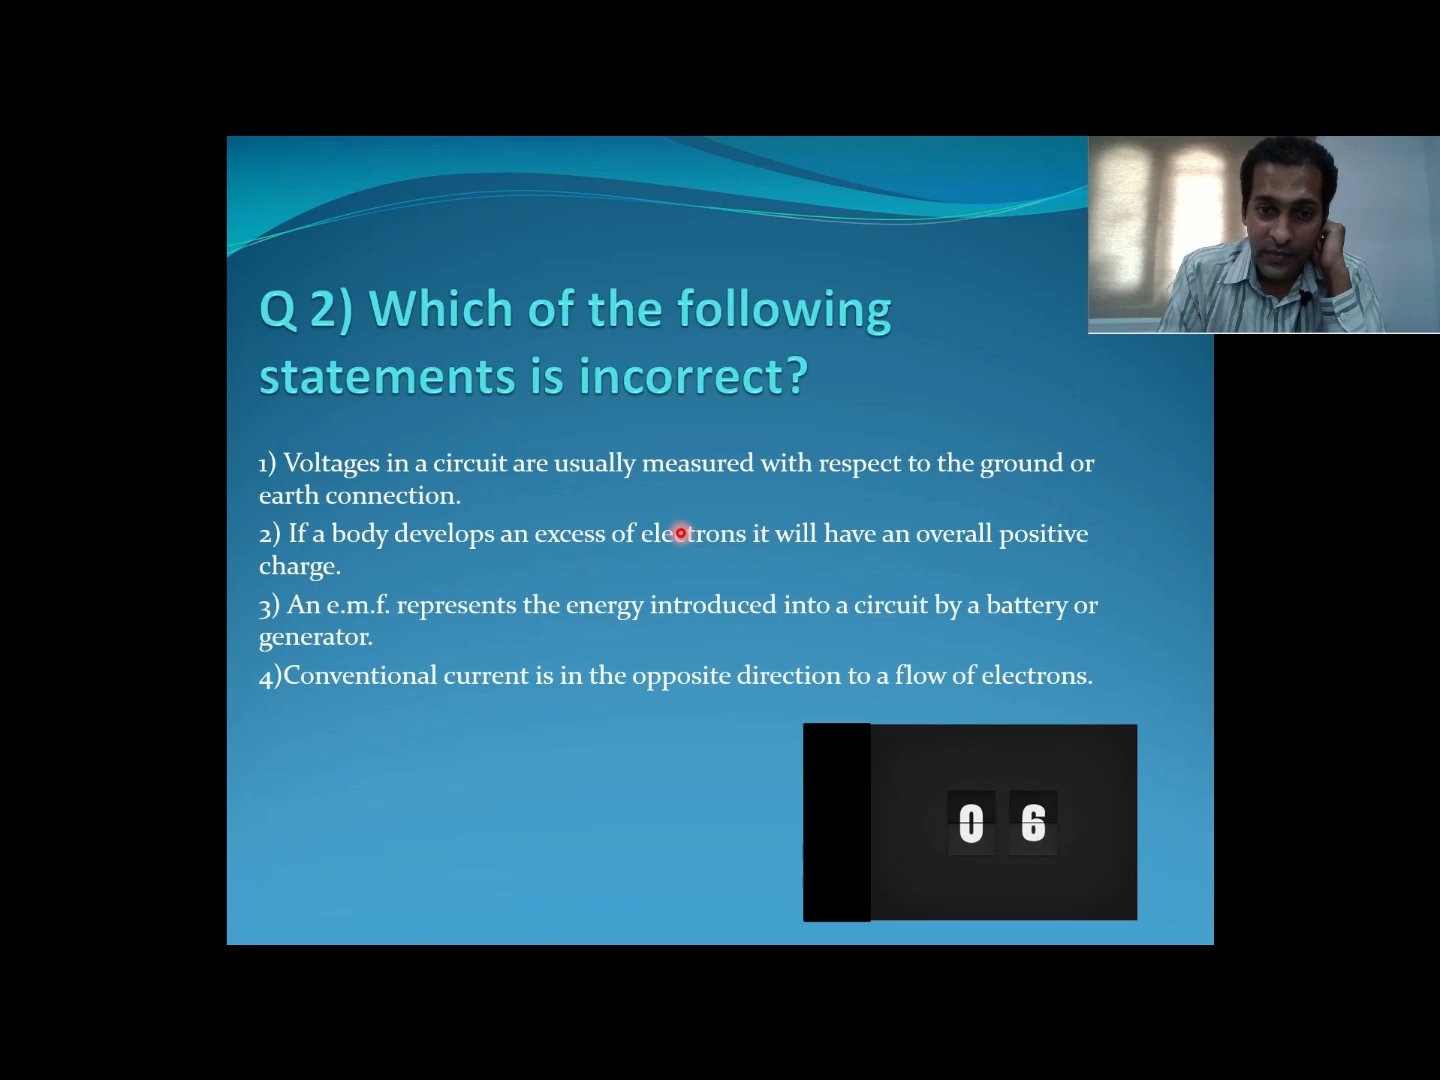 Q 2) Which of the following
statements is incorrect?
1) Voltages in a circuit are usually measured with respect to the ground or
earth connection.
2) If a body develops an excess of electrons it will have an overall positive
charge.
3) An e.m.f. represents the energy introduced into a circuit by a battery or
generator.
4)Conventional current is in the opposite direction to a flow of electrons.
06